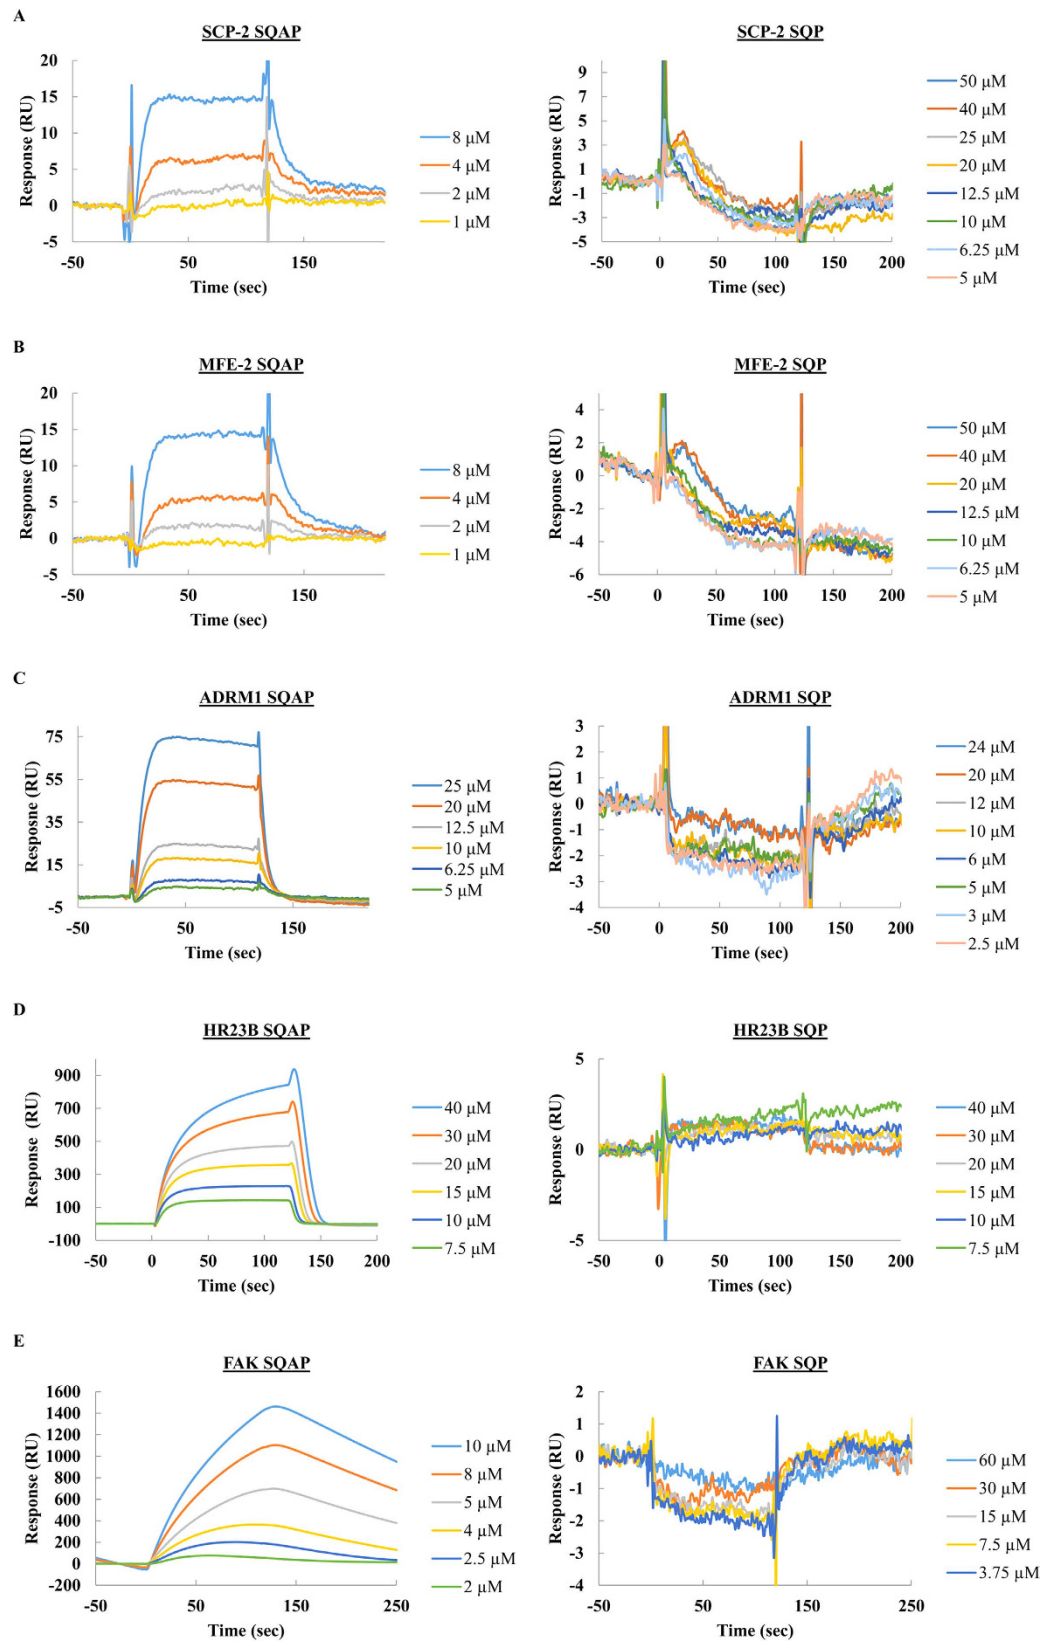 A
SCP-2 SQAP
Response (RU)
20
15
10
5
0
-5
-50
50
150
Time (sec)
8 µM
4 µM
2 µM
1 µM
SCP-2 SQP
Response (RU)
9
7
5
3
1
-1
-3
-5
-50
0
50
100
150
200
Time (sec)
50 µM
40 µM
25 µM
20 µM
12.5 µM
10 µM
6.25 µM
5 µM
B
MFE-2 SQAP
Response (RU)
20
15
10
5
0
-5
-50
50
150
Time (sec)
8 µM
4 µM
2 µM
1 µM
MFE-2 SQP
Response (RU)
4
2
0
-2
-4
-6
-50
0
50
100
150
200
Time (sec)
50 µM
40 µM
20 µM
12.5 µM
10 µM
6.25 µM
5 µM
C
ADRM1 SQAP
Resposne (RU)
75
55
35
15
-5
-50
50
150
Time (sec)
25 µM
20 µM
12.5 µM
10 µM
6.25 µM
5 µM
ADRM1 SQP
Response (RU)
3
2
1
0
-1
-2
-3
-4
-50
0
50
100
150
200
Time (sec)
24 µM
20 µM
12 µM
10 µM
6 µM
5 µM
3 µM
2.5 µM
D
HR23B SQAP
Response (RU)
900
700
500
300
100
-100
-50
0
50
100
150
200
Time (sec)
40 µM
30 µM
20 µM
15 µM
10 µM
7.5 µM
HR23B SQP
Response (RU)
5
0
-5
-50
0
50
100
150
200
Times (sec)
40 µM
30 µM
20 µM
15 µM
10 µM
7.5 µM
E
FAK SQAP
Response (RU)
1600
1400
1200
1000
800
600
400
200
0
-200
-50
50
150
250
Time (sec)
10 µM
8 µM
5 µM
4 µM
2.5 µM
2 µM
FAK SQP
Response (RU)
2
1
0
-1
-2
-3
-4
-50
0
50
100
150
200
250
Time (sec)
60 µM
30 µM
15 µM
7.5 µM
3.75 µM